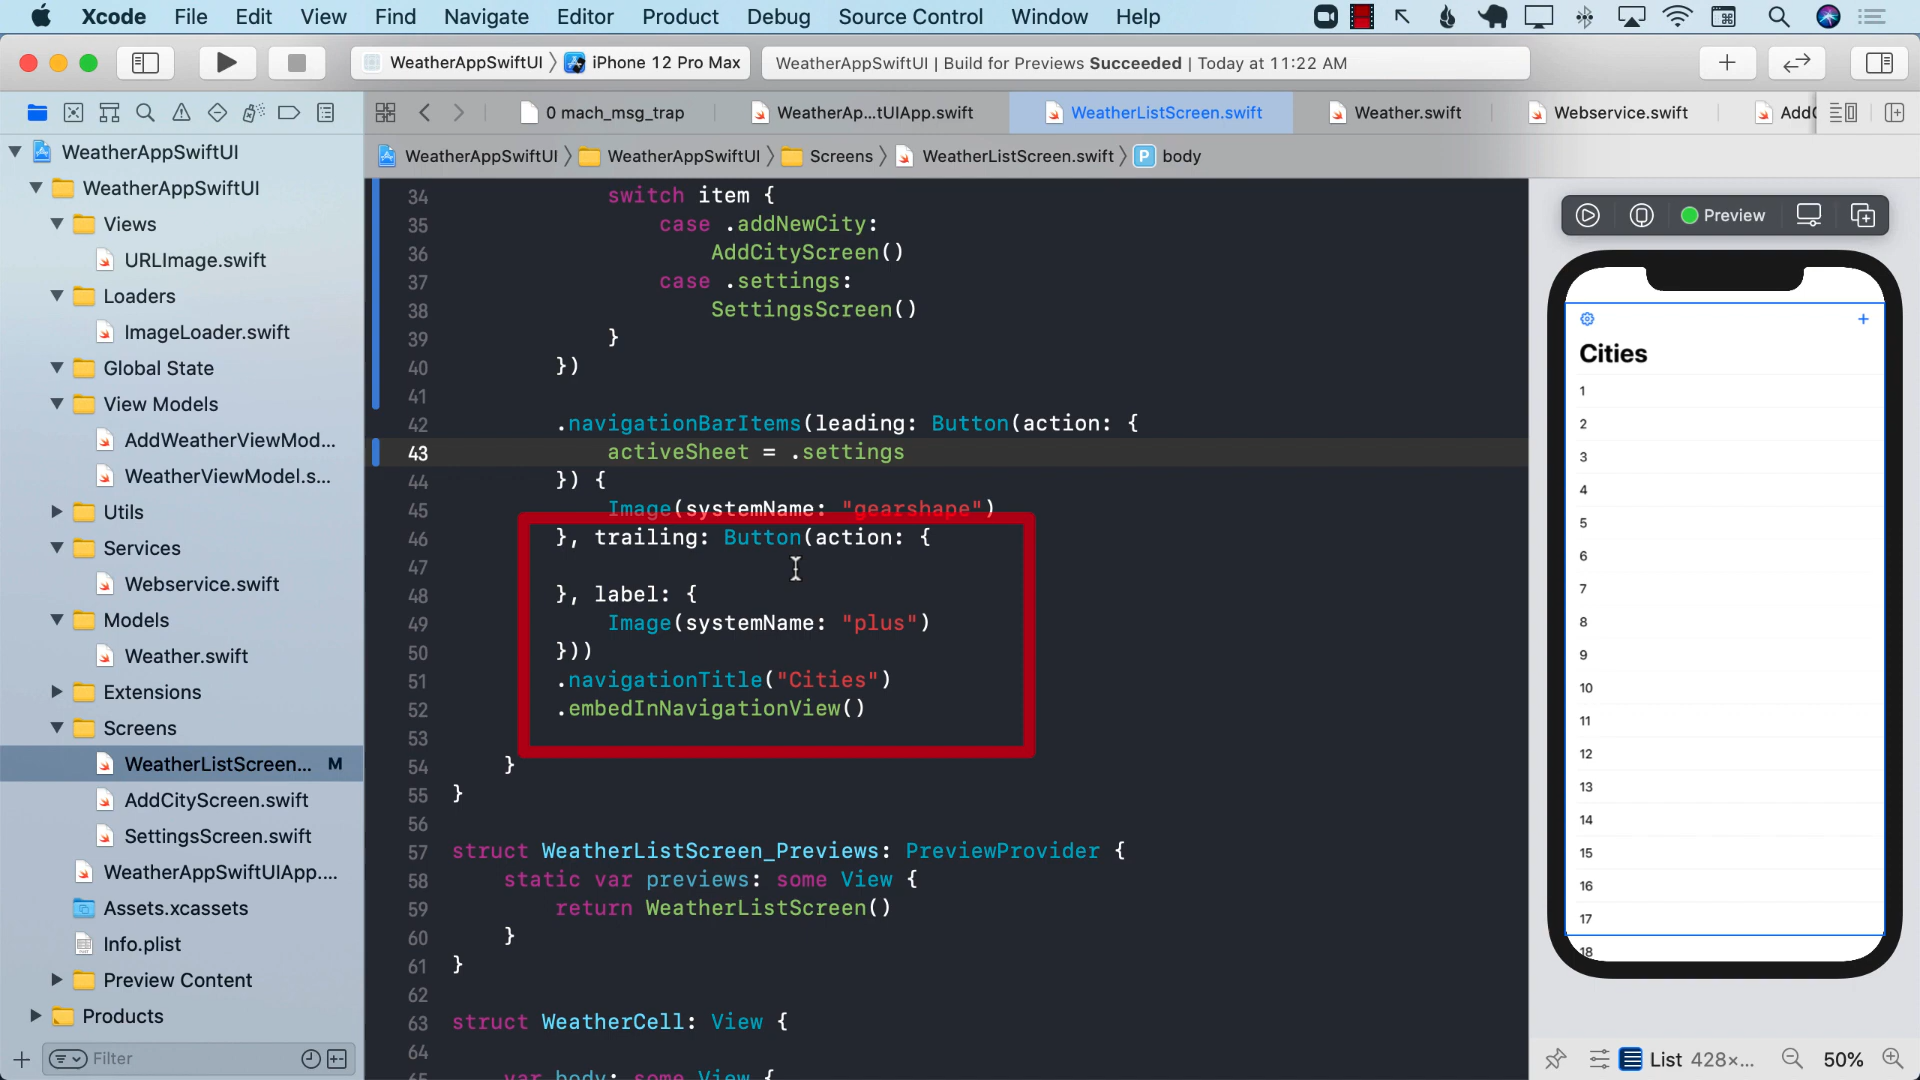 Xcode File Edit View Find Navigate Editor Product Debug Source Control Window Help
WeatherAppSwiftUI iPhone 12 Pro Max
WeatherAppSwiftUI | Build for Previews Succeeded | Today at 11:22 AM
0 mach_msg_trap WeatherAp...tUIApp.swift WeatherListScreen.swift Weather.swift Webservice.swift
WeatherAppSwiftUI WeatherAppSwiftUI Screens WeatherListScreen.swift P body
WeatherAppSwiftUI
WeatherAppSwiftUI
Views
URLImage.swift
Loaders
ImageLoader.swift
Global State
View Models
AddWeatherViewMod...
WeatherViewModel.s...
Utils
Services
Webservice.swift
Models
Weather.swift
Extensions
Screens
WeatherListScreen... M
AddCityScreen.swift
SettingsScreen.swift
WeatherAppSwiftUIApp....
Assets.xcassets
Info.plist
Preview Content
Products
Filter
34 switch item {
35 case .addNewCity:
36 AddCityScreen()
37 case .settings:
38 SettingsScreen()
39 }
40 })
41
42 .navigationBarItems(leading: Button(action: {
43 activeSheet = .settings
44 }) {
45 Image(systemName: "gearshape")
46 }, trailing: Button(action: {
47
48 }, label: {
49 Image(systemName: "plus")
50 }))
51 .navigationTitle("Cities")
52 .embedInNavigationView()
53
54 }
55 }
56
57 struct WeatherListScreen_Previews: PreviewProvider {
58 static var previews: some View {
59 return WeatherListScreen()
60 }
61 }
62
63 struct WeatherCell: View {
64
65 var body: some View {
Preview
Cities
1
2
3
4
5
6
7
8
9
10
11
12
13
14
15
16
17
18
List 428×... 50%